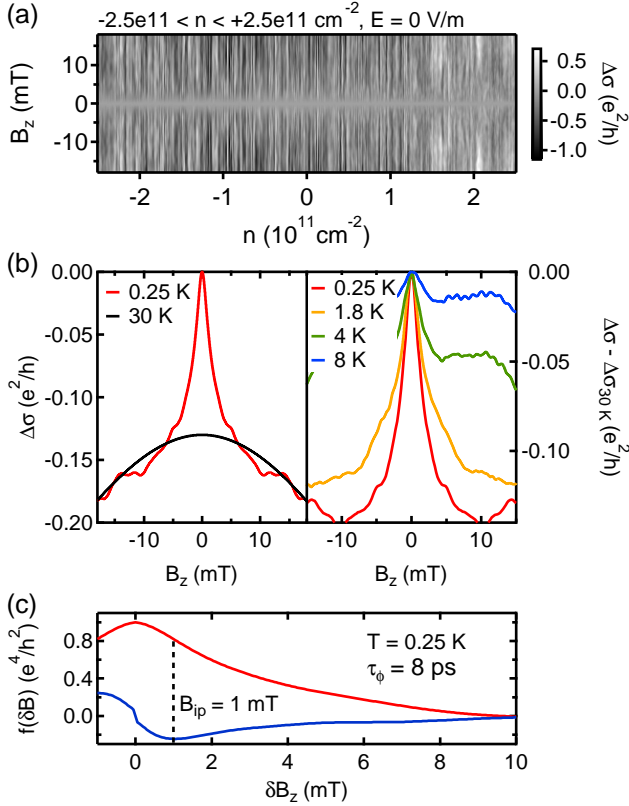 (a)
-2.5e11 < n < +2.5e11 cm⁻², E = 0 V/m
B_z (mT)
10
0
-10
-2
-1
0
1
2
n (10¹¹ cm⁻²)
0.5
0.0
-0.5
-1.0
Δσ (e²/h)
(b)
0.00
-0.05
-0.10
-0.15
-0.20
Δσ (e²/h)
0.25 K
30 K
-10
0
10
B_z (mT)
0.25 K
1.8 K
4 K
8 K
-10
0
10
B_z (mT)
0.00
-0.05
-0.10
Δσ - Δσ_30 K (e²/h)
(c)
0.8
0.4
0.0
f(δB) (e⁴/h²)
T = 0.25 K
τ_ϕ = 8 ps
B_ip = 1 mT
0
2
4
6
8
10
δB_z (mT)